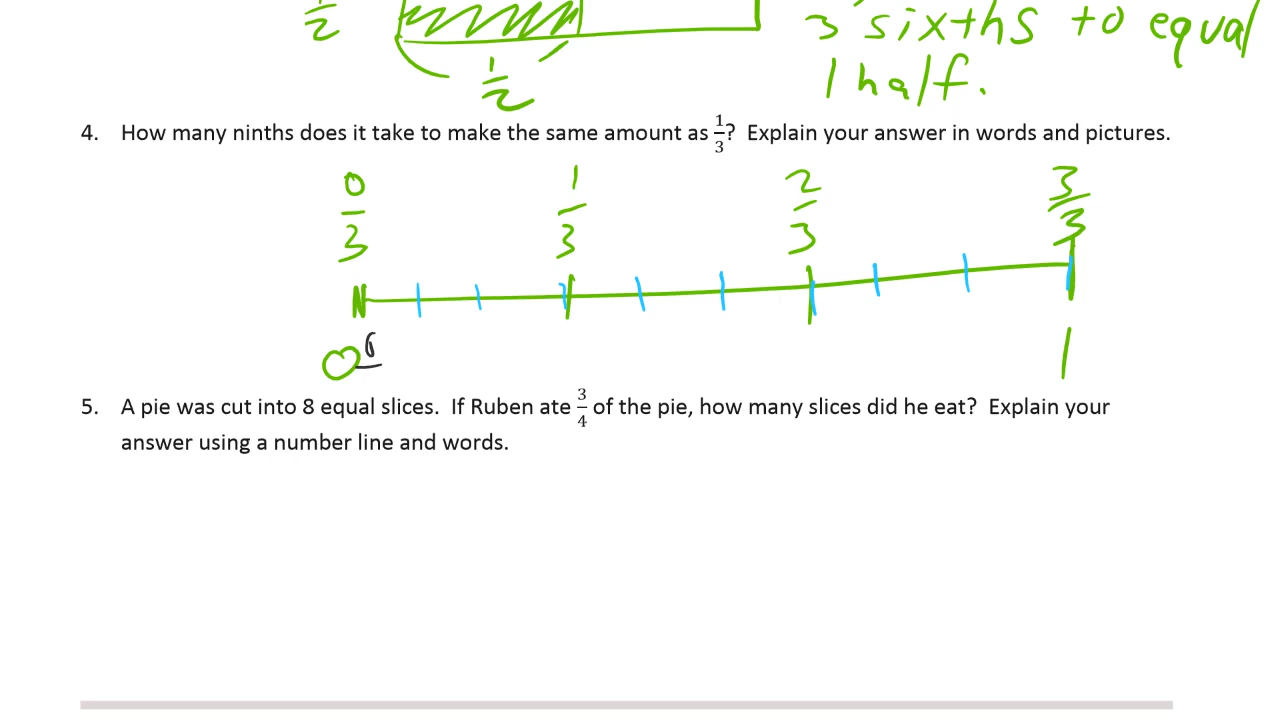 1/2
3 sixths to equal
1/2
1 half.
4. How many ninths does it take to make the same amount as 1/3? Explain your answer in words and pictures.
0/3 1/3 2/3 3/3
0 1
5. A pie was cut into 8 equal slices. If Ruben ate 3/4 of the pie, how many slices did he eat? Explain your
answer using a number line and words.